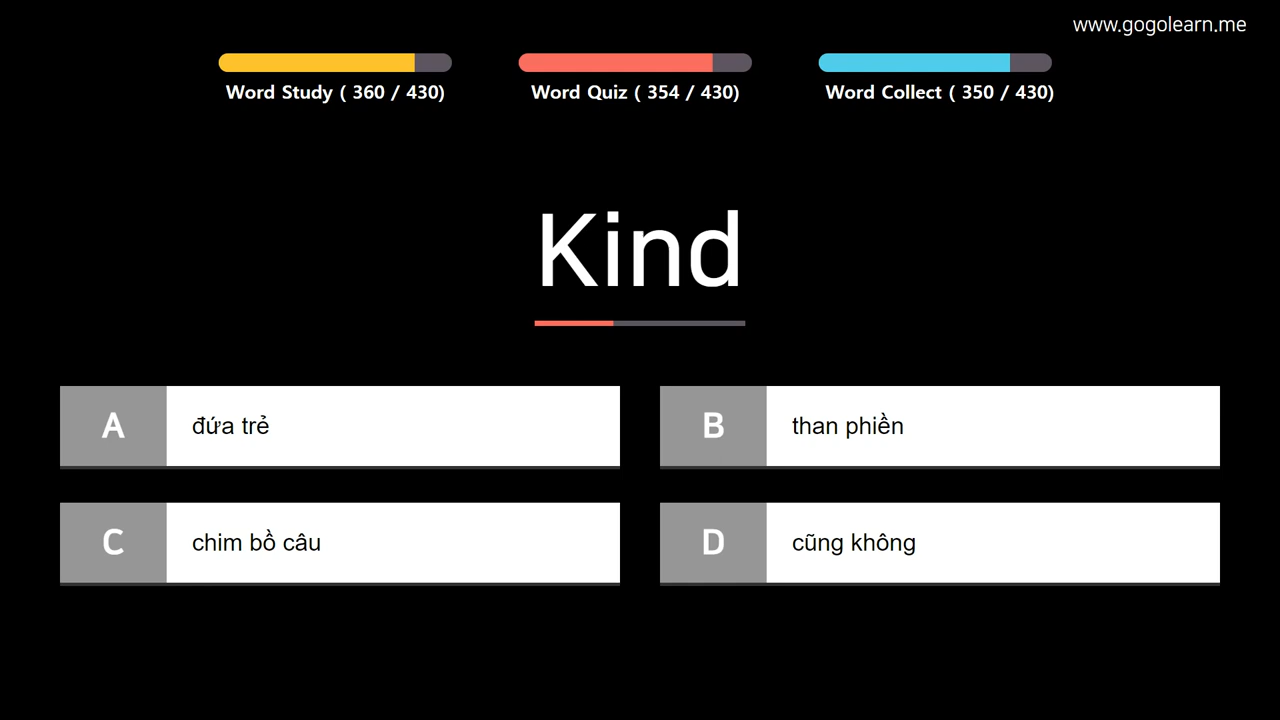 www.gogolearn.me
Word Study ( 360 / 430)
Word Quiz ( 354 / 430)
Word Collect ( 350 / 430)
Kind
A đứa trẻ
B than phiền
C chim bồ câu
D cũng không